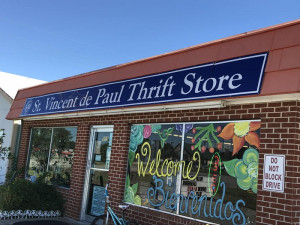 St. Vincent de Paul Thrift Store
Welcome
Bienvenidos
DO NOT
BLOCK
DRIVE